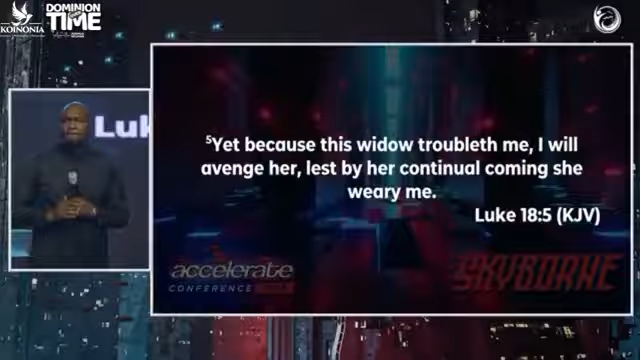 KOINONIA
DOMINION
TIME
Luk
⁵Yet because this widow troubleth me, I will
avenge her, lest by her continual coming she
weary me.
Luke 18:5 (KJV)
accelerate
CONFERENCE
SKYBORNE